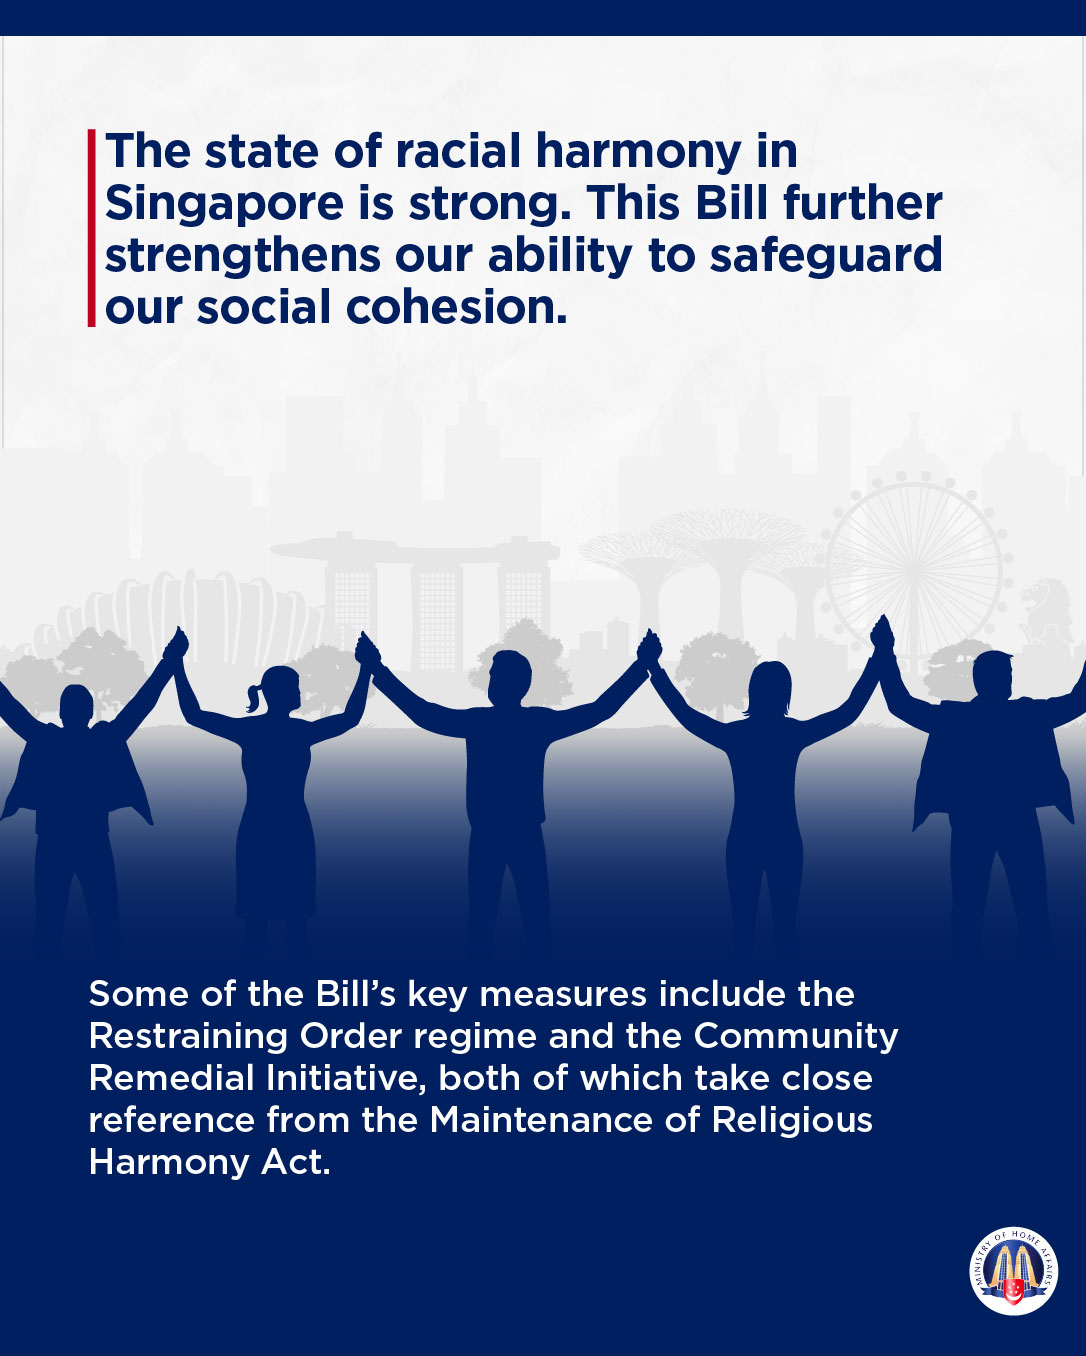 The state of racial harmony in
Singapore is strong. This Bill further
strengthens our ability to safeguard
our social cohesion.
Some of the Bill’s key measures include the
Restraining Order regime and the Community
Remedial Initiative, both of which take close
reference from the Maintenance of Religious
Harmony Act.
MINISTRY OF HOME AFFAIRS